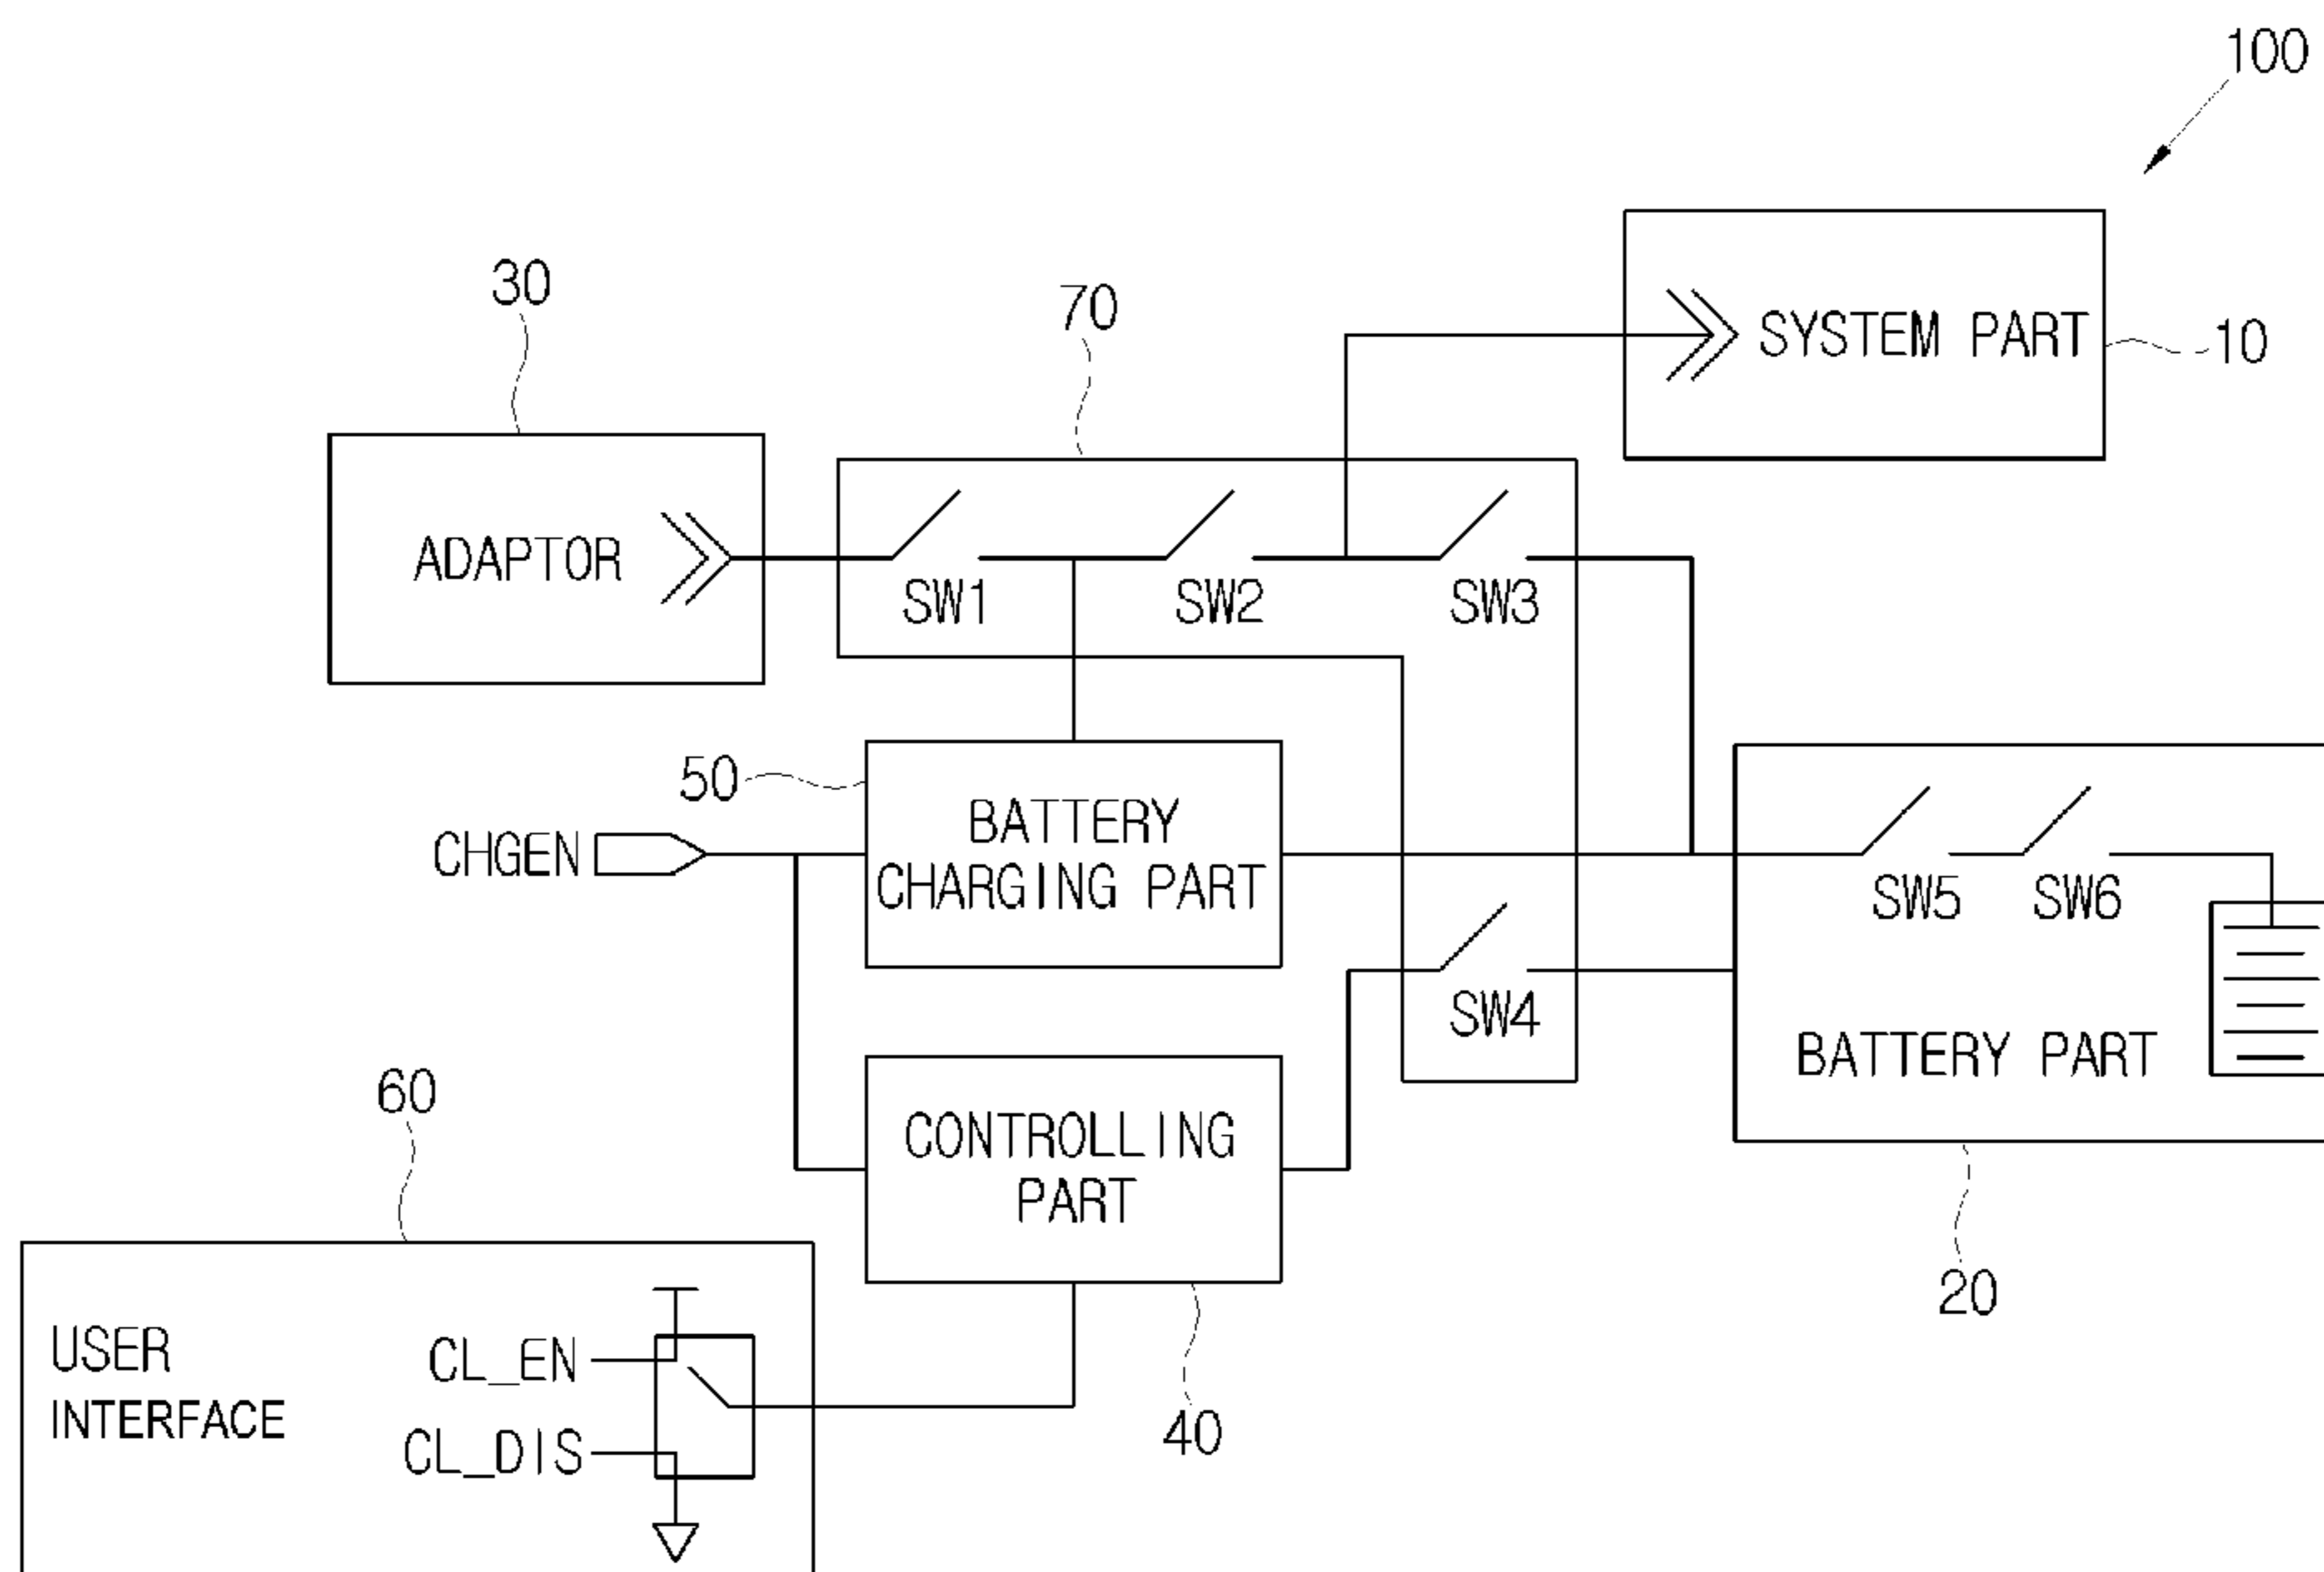 100
30
70
SYSTEM PART
10
ADAPTOR
SW1
SW2
SW3
50
BATTERY
CHARGING PART
CHGEN
SW5
SW6
SW4
BATTERY PART
60
CONTROLLING
PART
20
USER
INTERFACE
CL_EN
CL_DIS
40